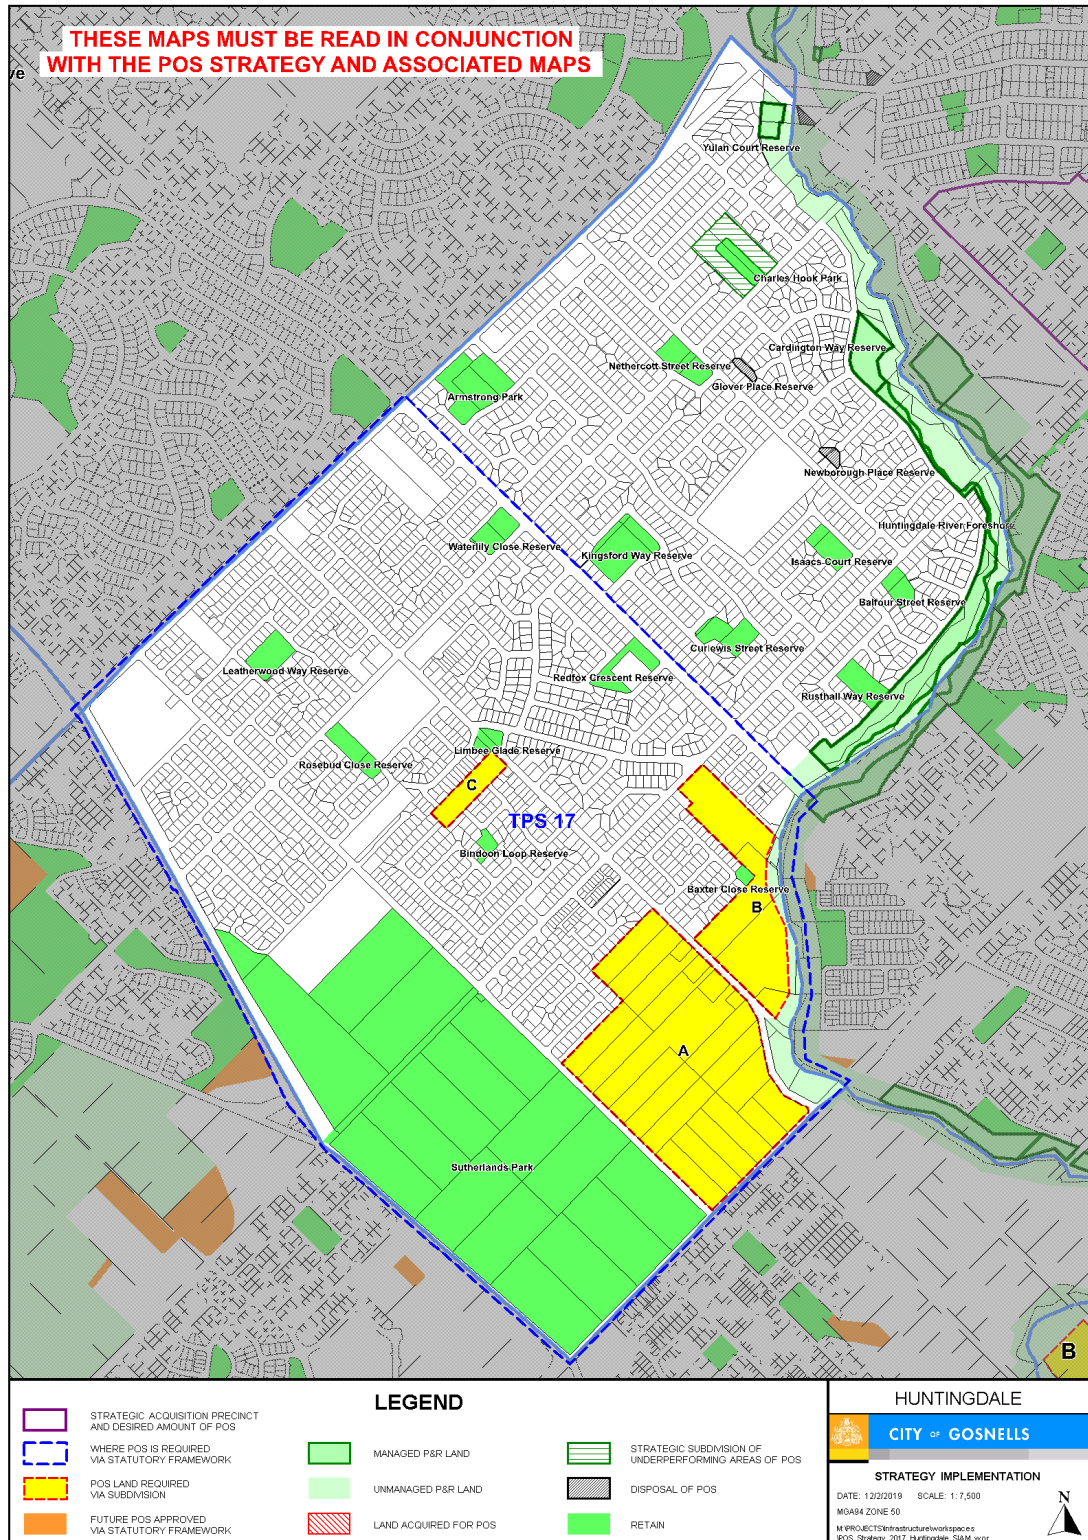 THESE MAPS MUST BE READ IN CONJUNCTION
WITH THE POS STRATEGY AND ASSOCIATED MAPS
ve
Yulan Court Reserve
Charles Hook Park
Cardington Way Reserve
Nethercott Street Reserve
Glover Place Reserve
Armstrong Park
Newborough Place Reserve
Huntingdale River Foreshore
Waterlily Close Reserve
Kingsford Way Reserve
Isaacs Court Reserve
Balfour Street Reserve
Curlewis Street Reserve
Leatherwood Way Reserve
Redfox Crescent Reserve
Rusthall Way Reserve
Limbee Glade Reserve
Rosebud Close Reserve
C
TPS 17
Bindoon Loop Reserve
Baxter Close Reserve
B
A
Sutherlands Park
B
LEGEND
STRATEGIC ACQUISITION PRECINCT
AND DESIRED AMOUNT OF POS
WHERE POS IS REQUIRED
VIA STATUTORY FRAMEWORK
POS LAND REQUIRED
VIA SUBDIVISION
FUTURE POS APPROVED
VIA STATUTORY FRAMEWORK
MANAGED P&R LAND
UNMANAGED P&R LAND
LAND ACQUIRED FOR POS
STRATEGIC SUBDIVISION OF
UNDERPERFORMING AREAS OF POS
DISPOSAL OF POS
RETAIN
HUNTINGDALE
CITY OF GOSNELLS
STRATEGY IMPLEMENTATION
DATE: 12/2/2019 SCALE: 1: 7,500
MGA94 ZONE 50
M:\PROJECTS\Infrastructure\workspaces
\POS_Strategy_2017_Huntingdale_SIAM.wor
N